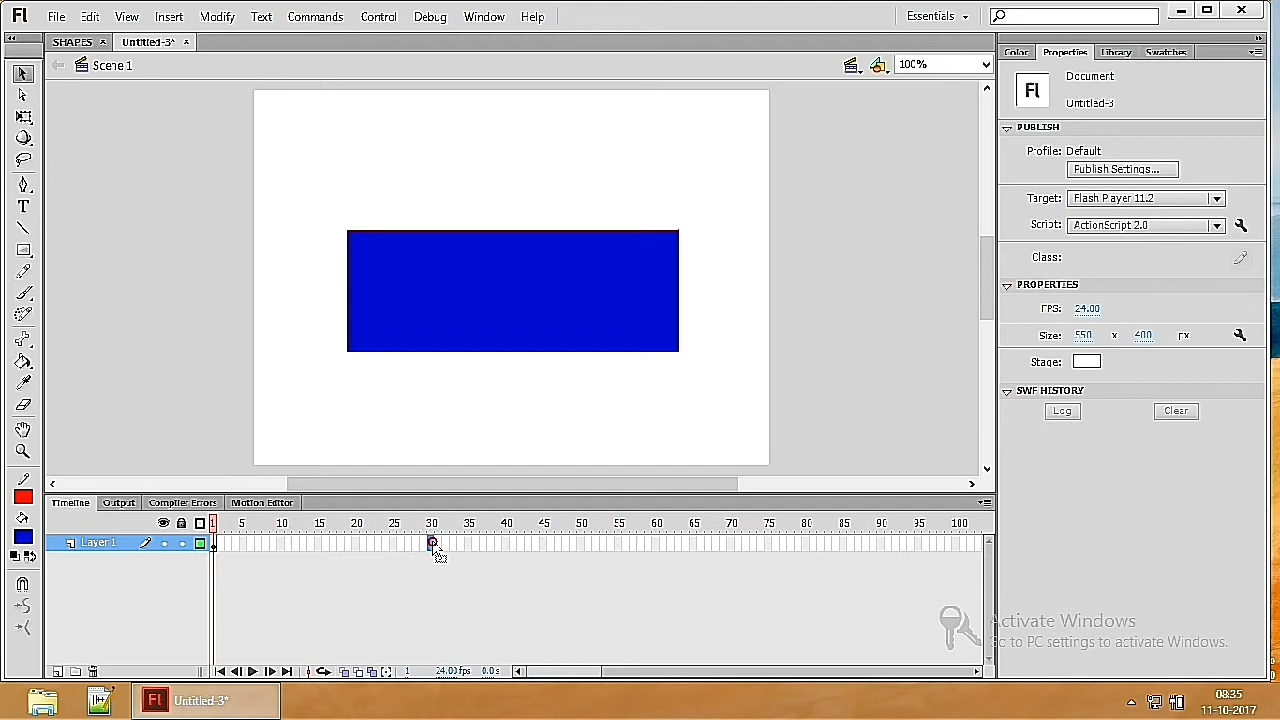 Fl File Edit View Insert Modify Text Commands Control Debug Window Help Essentials
SHAPES × Untitled-3* ×
Scene 1 100%
Color Properties Library Swatches
Fl Document
Untitled-3
PUBLISH
Profile: Default
Publish Settings...
Target: Flash Player 11.2
Script: ActionScript 2.0
Class:
PROPERTIES
FPS: 24.00
Size: 550 x 400 px
Stage:
SWF HISTORY
Log Clear
Timeline Output Compiler Errors Motion Editor
1 5 10 15 20 25 30 35 40 45 50 55 60 65 70 75 80 85 90 95 100
Layer 1
Activate Windows
Go to PC settings to activate Windows.
1 24.00 fps 0.0 s
Fl Untitled-3*
08:35
11-10-2017